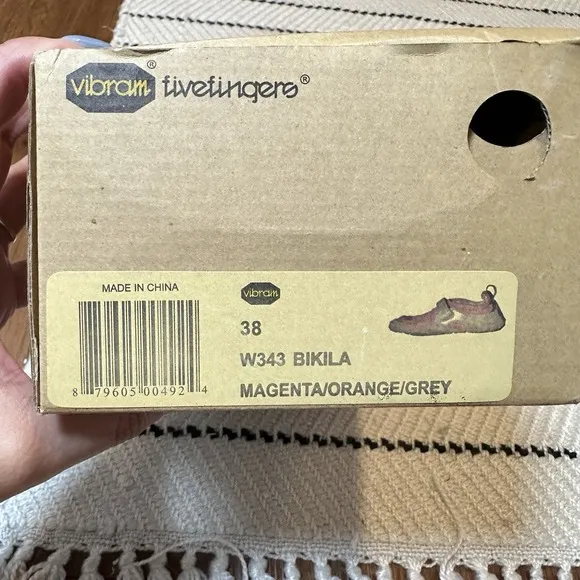 vibram® fivefingers®
MADE IN CHINA
vibram
38
W343 BIKILA
MAGENTA/ORANGE/GREY
8 79605 00492 4